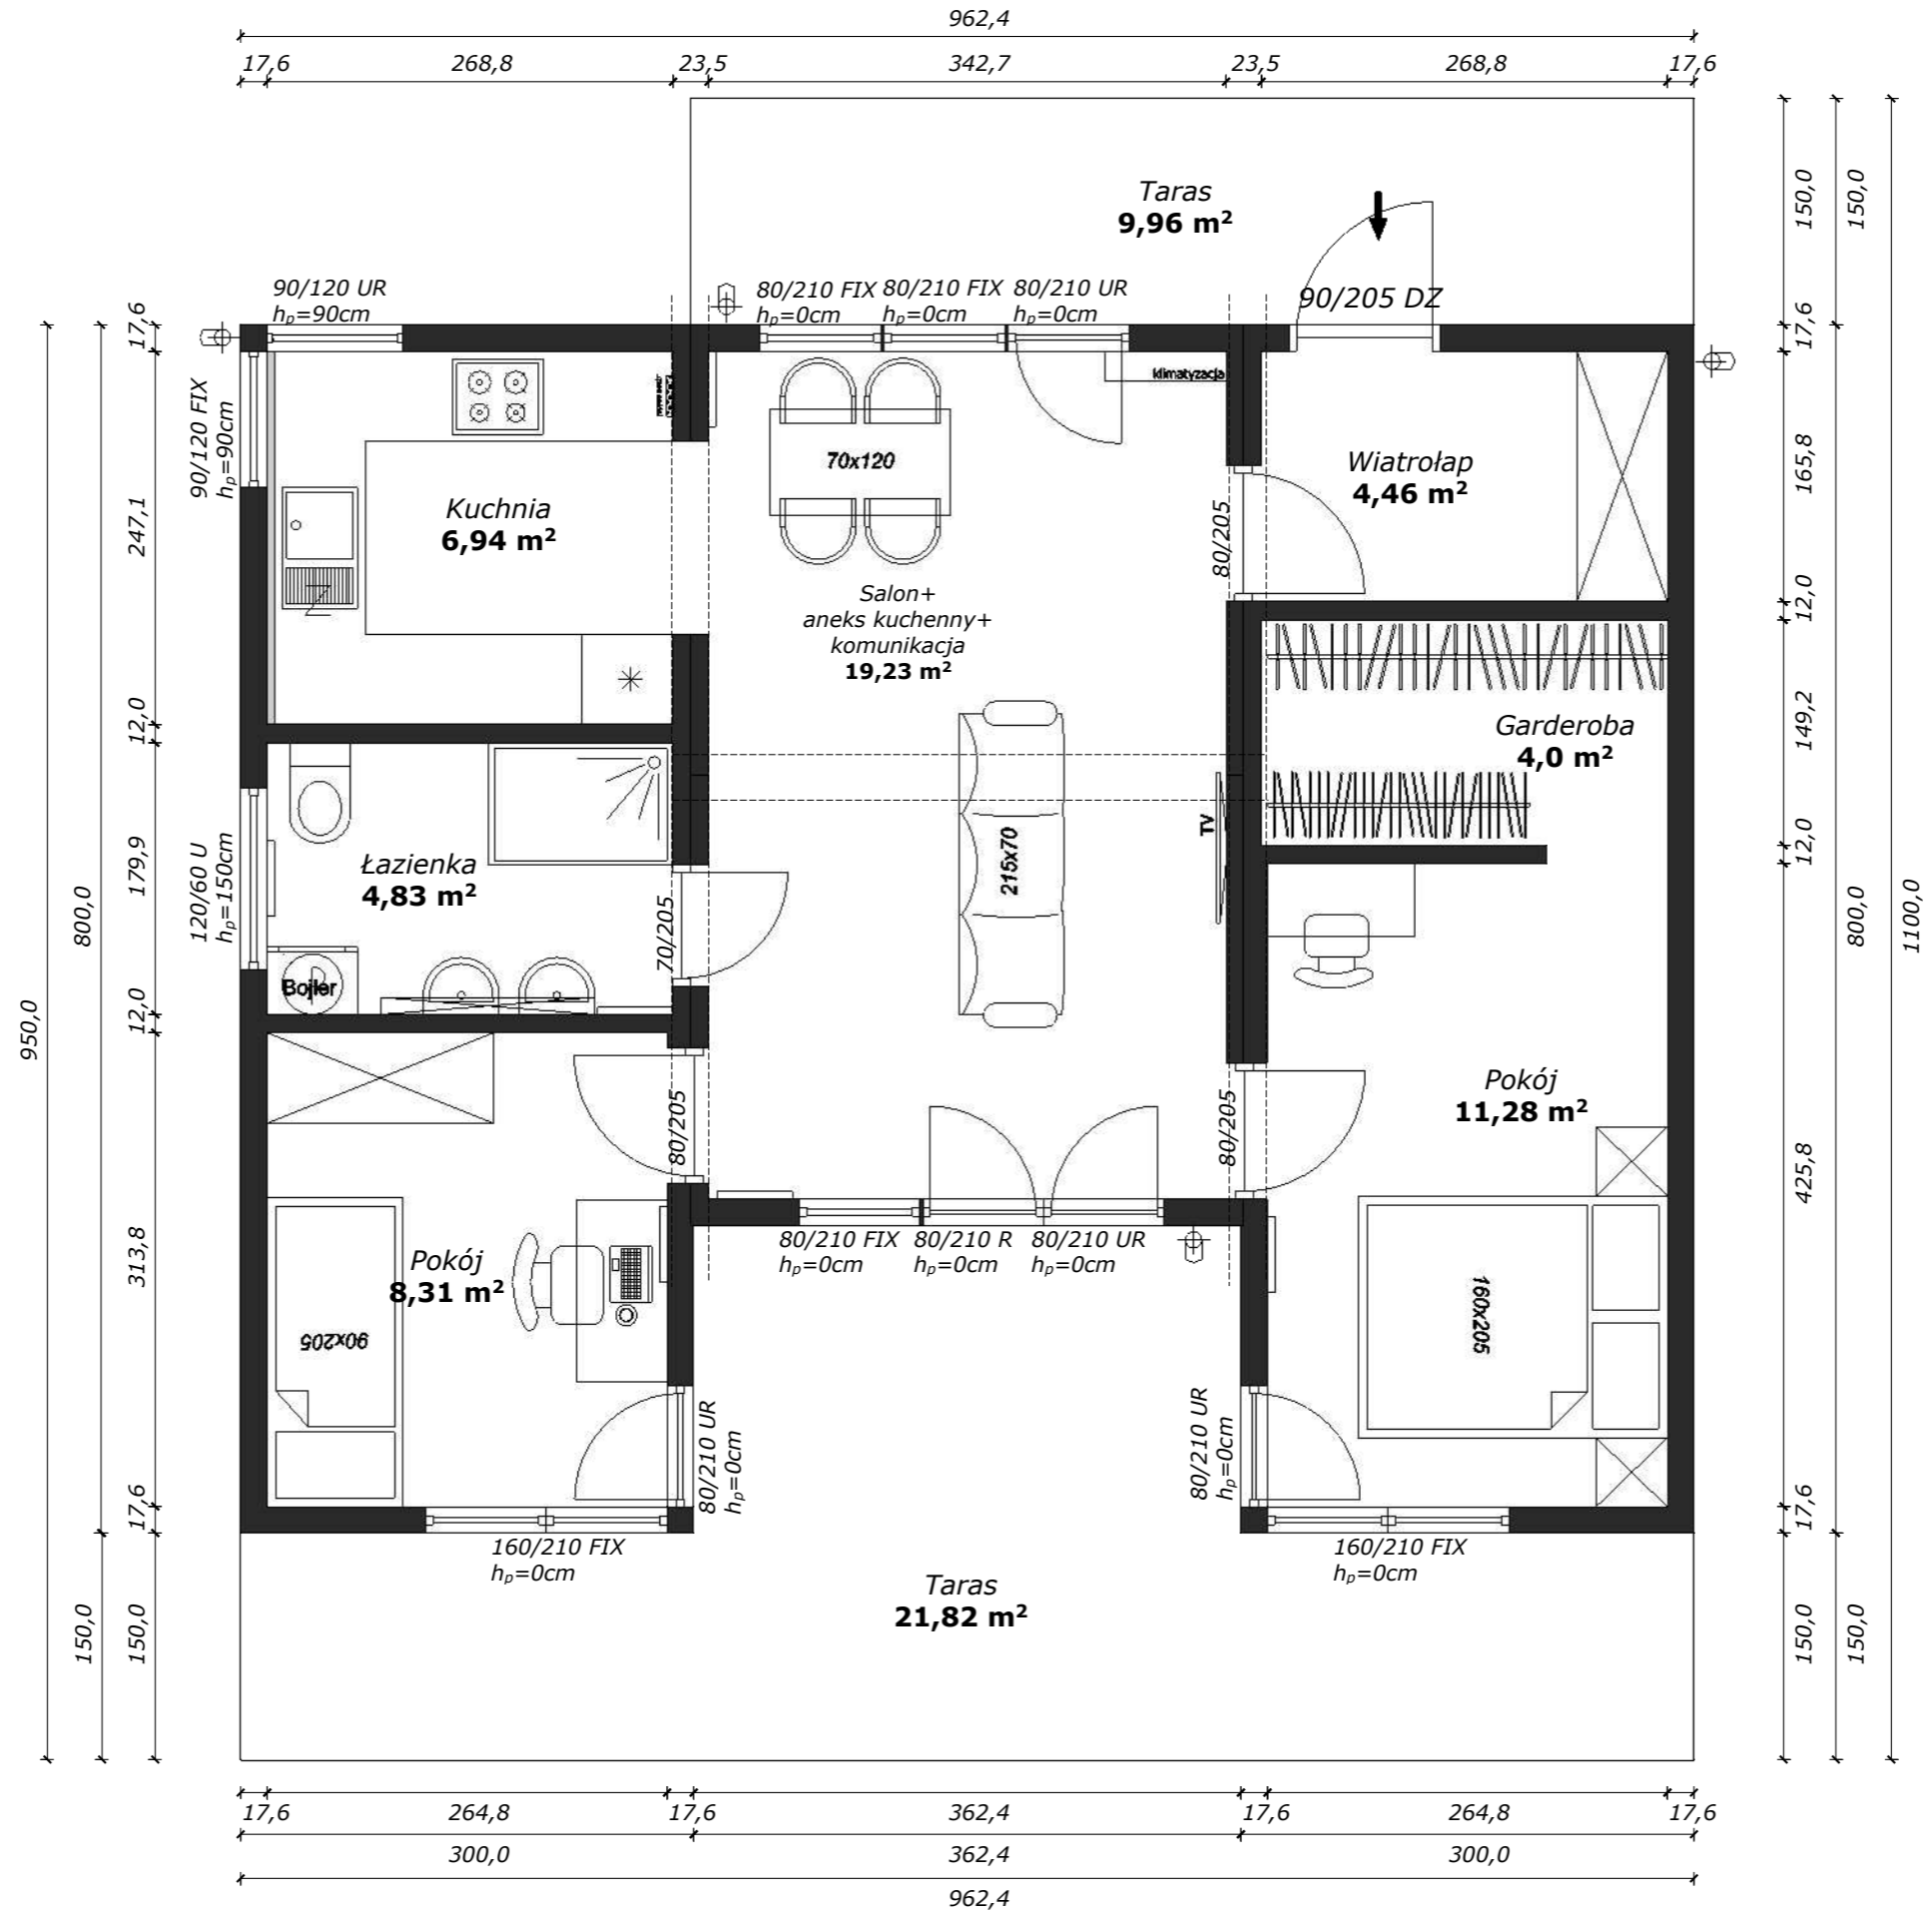 962,4
17,6 268,8 23,5 342,7 23,5 268,8 17,6
Taras
9,96 m²
150,0
150,0
90/120 UR
hₚ=90cm
80/210 FIX
hₚ=0cm
80/210 FIX
hₚ=0cm
80/210 UR
hₚ=0cm
90/205 DZ
17,6
17,6
90/120 FIX
hₚ=90cm
klimatyzacja
70x120
Kuchnia
6,94 m²
Wiatrołap
4,46 m²
247,1
165,8
80/205
Salon+
aneks kuchenny+
komunikacja
19,23 m²
12,0
12,0
Garderoba
4,0 m²
149,2
120/60 U
hₚ=150cm
Łazienka
4,83 m²
179,9
215x70
TV
12,0
800,0
70/205
Bojler
800,0
1100,0
950,0
12,0
80/205
80/205
Pokój
11,28 m²
425,8
313,8
Pokój
8,31 m²
90x205
80/210 FIX
hₚ=0cm
80/210 R
hₚ=0cm
80/210 UR
hₚ=0cm
160x205
80/210 UR
hₚ=0cm
80/210 UR
hₚ=0cm
17,6
17,6
160/210 FIX
hₚ=0cm
160/210 FIX
hₚ=0cm
Taras
21,82 m²
150,0
150,0
150,0
150,0
17,6 264,8 17,6 362,4 17,6 264,8 17,6
300,0 362,4 300,0
962,4